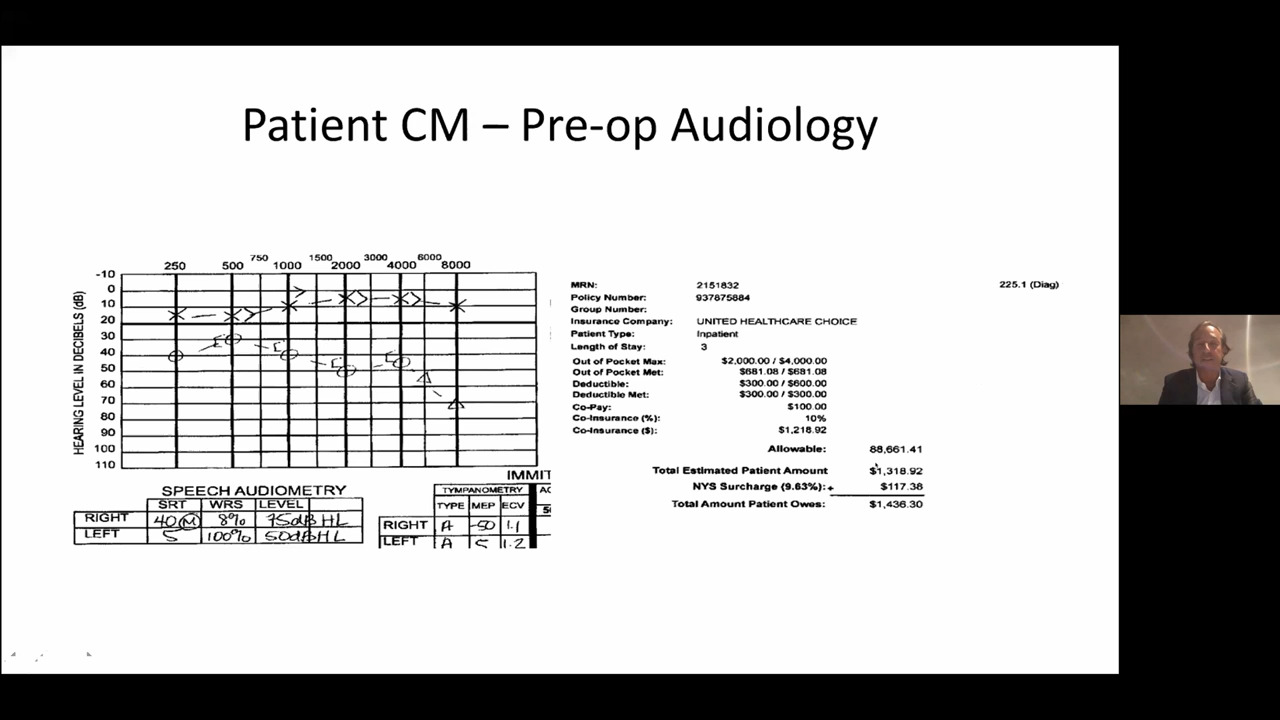 Patient CM – Pre-op Audiology
250 500 750 1000 1500 2000 3000 4000 6000 8000
HEARING LEVEL IN DECIBELS (dB)
-10
0
10
20
30
40
50
60
70
80
90
100
110
SPEECH AUDIOMETRY
SRT WRS LEVEL
RIGHT 40 M 8% 75dB HL
LEFT 5 100% 50dB HL
IMMIT
TYMPANOMETRY AC
TYPE MEP ECV
RIGHT A -50 1.1
LEFT A 5 1.2
MRN: 2151832 225.1 (Diag)
Policy Number: 937875884
Group Number:
Insurance Company: UNITED HEALTHCARE CHOICE
Patient Type: Inpatient
Length of Stay: 3
Out of Pocket Max: $2,000.00 / $4,000.00
Out of Pocket Met: $681.08 / $681.08
Deductible: $300.00 / $600.00
Deductible Met: $300.00 / $300.00
Co-Pay: $100.00
Co-Insurance (%): 10%
Co-Insurance ($): $1,218.92
Allowable: 88,661.41
Total Estimated Patient Amount $1,318.92
NYS Surcharge (9.63%): + $117.38
Total Amount Patient Owes: $1,436.30